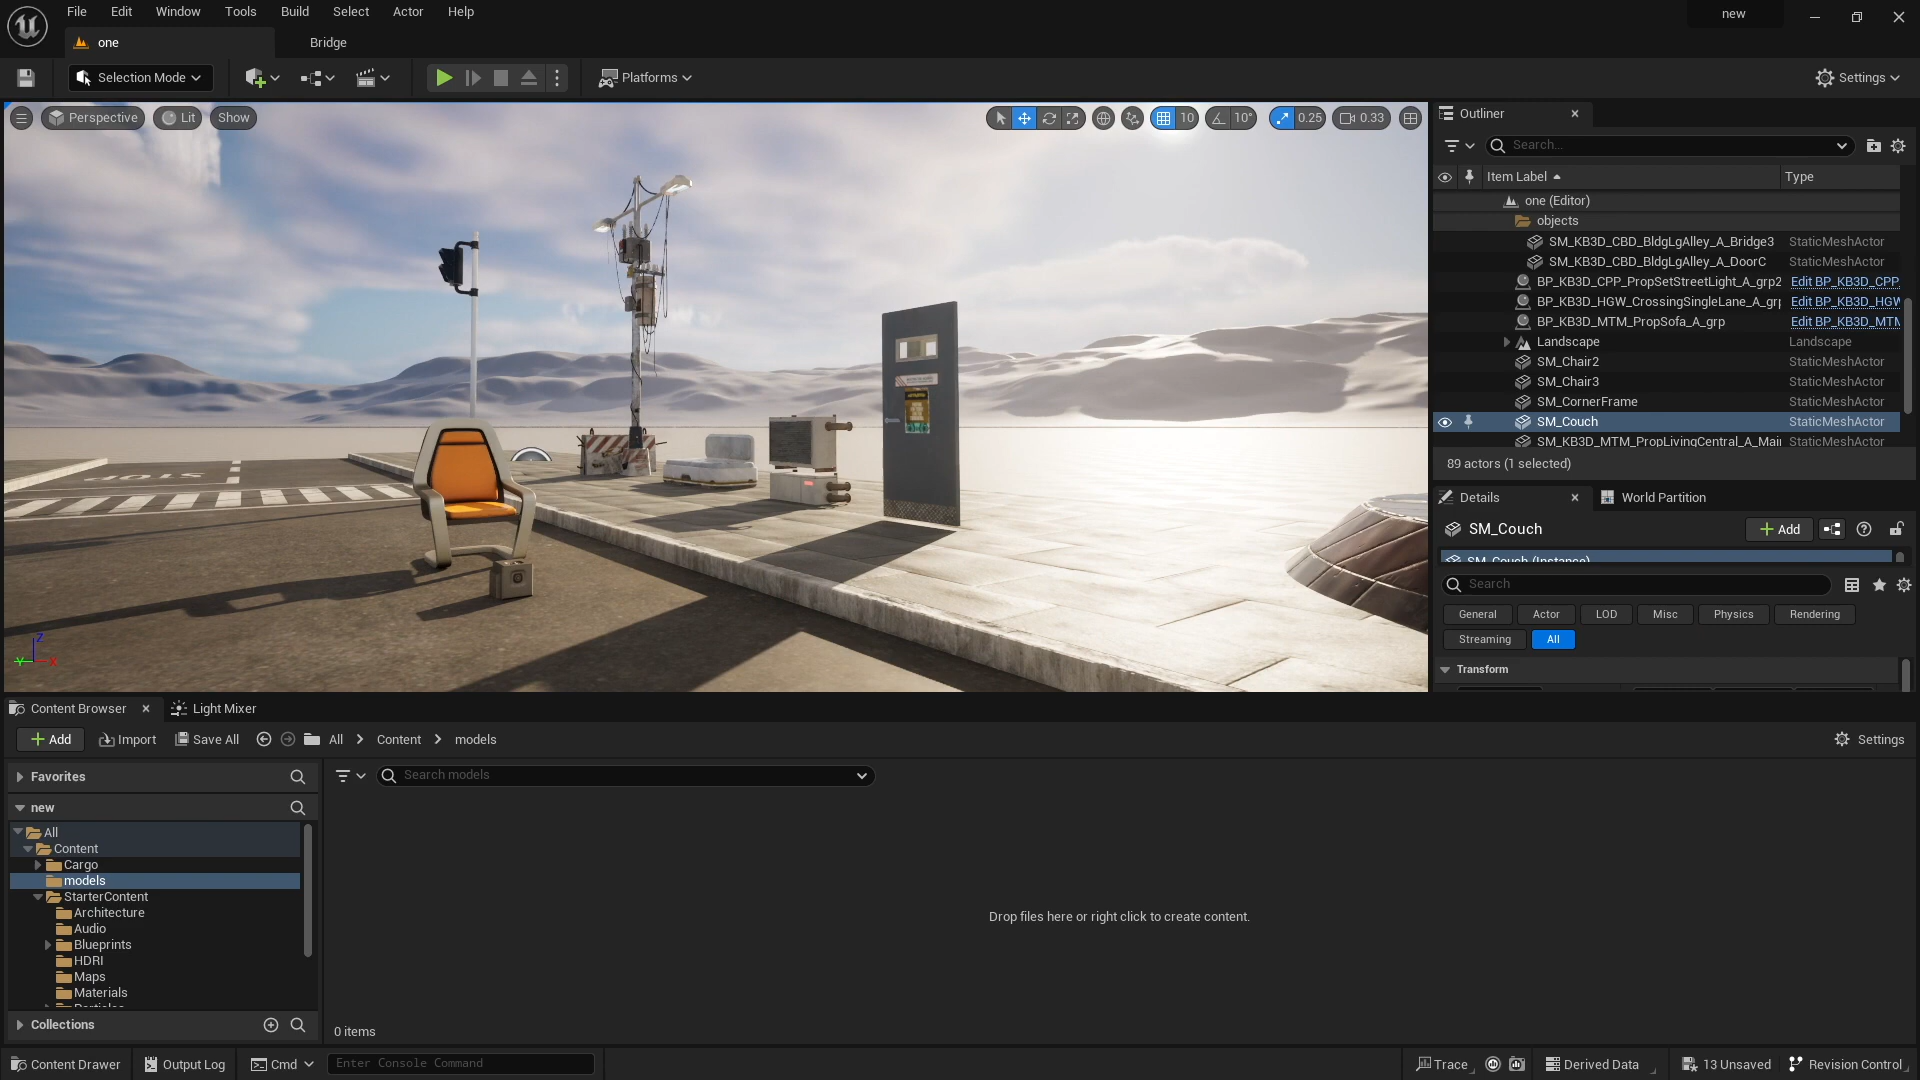 File Edit Window Tools Build Select Actor Help
new
one
Bridge
Selection Mode
Platforms
Settings
Perspective
Lit
Show
10
10°
0.25
0.33
STOP
Outliner
Search...
Item Label
Type
one (Editor)
objects
SM_KB3D_CBD_BldgLgAlley_A_Bridge3 StaticMeshActor
SM_KB3D_CBD_BldgLgAlley_A_DoorC StaticMeshActor
BP_KB3D_CPP_PropSetStreetLight_A_grp2 Edit BP_KB3D_CPP_
BP_KB3D_HGW_CrossingSingleLane_A_grp Edit BP_KB3D_HGW
BP_KB3D_MTM_PropSofa_A_grp Edit BP_KB3D_MTM
Landscape Landscape
SM_Chair2 StaticMeshActor
SM_Chair3 StaticMeshActor
SM_CornerFrame StaticMeshActor
SM_Couch StaticMeshActor
SM_KB3D_MTM_PropLivingCentral_A_Mai StaticMeshActor
89 actors (1 selected)
Details
World Partition
SM_Couch
Add
SM_Couch (Instance)
Search
General Actor LOD Misc Physics Rendering
Streaming All
Transform
Content Browser
Light Mixer
Add
Import
Save All
All
Content
models
Settings
Favorites
new
Search models
All
Content
Cargo
models
StarterContent
Architecture
Audio
Blueprints
HDRI
Maps
Materials
Particles
Drop files here or right click to create content.
Collections
0 items
Content Drawer
Output Log
Cmd
Enter Console Command
Trace
Derived Data
13 Unsaved
Revision Control
Z
Y
X